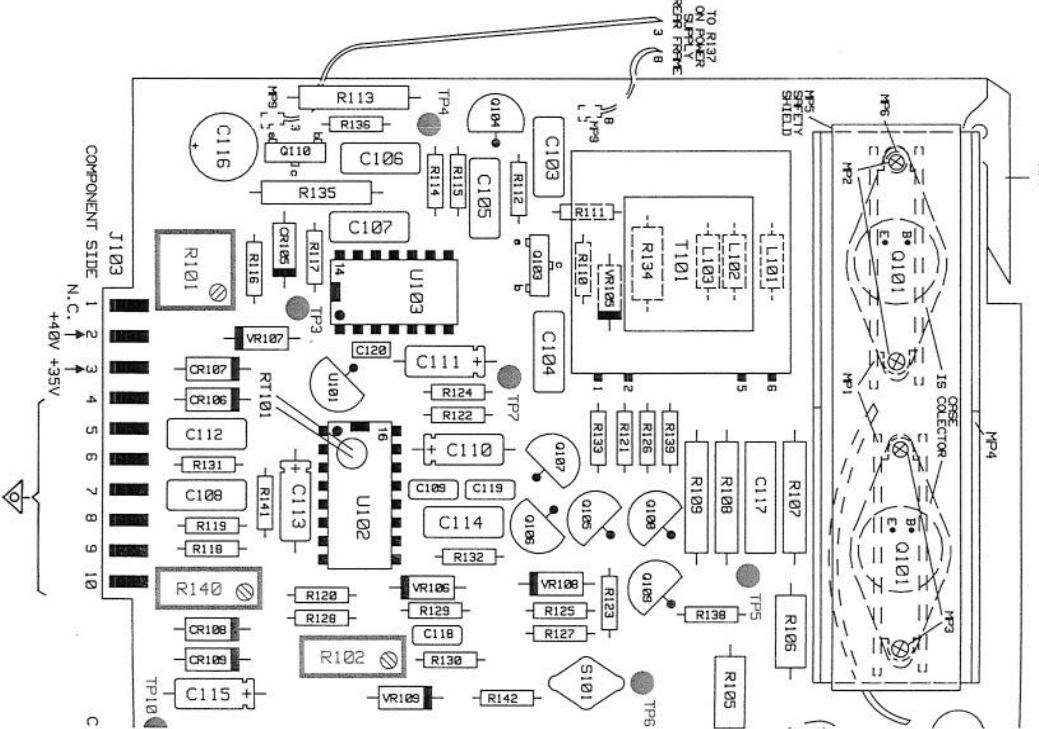 TO R137
ON POWER
SUPPLY
REAR FRAME
3
8
MP9
3
R113
TP4
Q104
8
MP9
MP5
SAFETY
SHIELD
MP6
C116
+
R136
b
Q110
c
C106
R114
R115
C105
R112
C103
MP2
COMPONENT SIDE
R135
C107
R111
E
B
Q101
J103
R101
R116
CR105
R117
14
U103
e
Q103
c
b
R110
VR105
R134
T101
L103
L102
L101
TP3
N.C.
1
+40V
2
+35V
3
4
5
6
7
8
9
10
VR107
C120
C111
+
C104
CR107
RT101
U101
R124
TP7
1
2
5
6
MP1
IS
CASE
COLECTOR
MP4
CR106
R122
C112
16
C110
+
Q107
R133
R121
R126
R139
R131
C113
+
U102
C109
C119
R109
R108
C117
R107
C108
R141
C114
Q106
Q105
Q108
E
B
Q101
R119
R118
R132
R140
R120
VR106
VR108
R123
Q109
TP5
R129
R125
R138
MP3
CR108
R128
C118
R127
R106
R102
R130
CR109
S101
R105
C115
+
VR109
R142
TP6
TP10
C